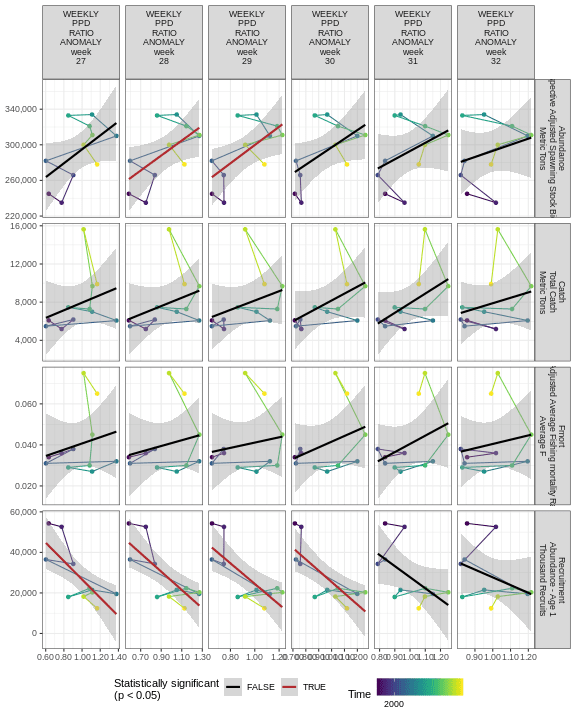 WEEKLY WEEKLY WEEKLY WEEKLY WEEKLY WEEKLY
PPD PPD PPD PPD PPD PPD
RATIO RATIO RATIO RATIO RATIO RATIO
ANOMALY ANOMALY ANOMALY ANOMALY ANOMALY ANOMALY
week week week week week week
27 28 29 30 31 32
340,000
300,000
260,000
220,000
Abundance
Adjusted Spawning Stock
Metric Tons
16,000
12,000
8,000
4,000
Catch
Total Catch
Metric Tons
0.060
0.040
0.020
Fmort
Average Fishing mortality
Average F
60,000
40,000
20,000
0
Recruitment
Abundance - Age 1
Thousand Recruits
0.60 0.80 1.00 1.20 1.40 0.70 0.90 1.10 1.30 0.80 1.00 1.20 0.80 1.00 1.20 1.00 1.10 1.20
Statistically significant
(p < 0.05)
FALSE TRUE
Time
2000